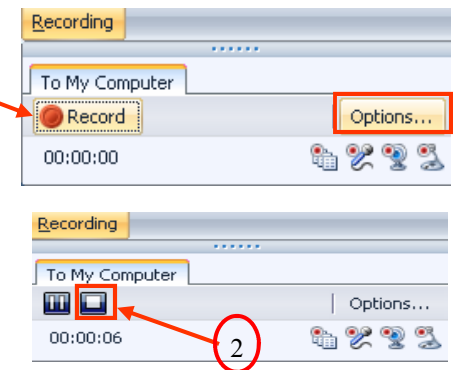 Recording
To My Computer
Record Options...
00:00:00
Recording
To My Computer
Options...
00:00:06
2